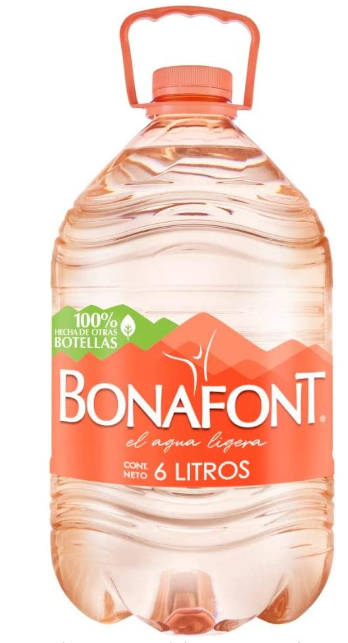 100%
HECHA DE OTRAS
BOTELLAS
BONAFONT®
el agua ligera
CONT.
NETO 6 LITROS